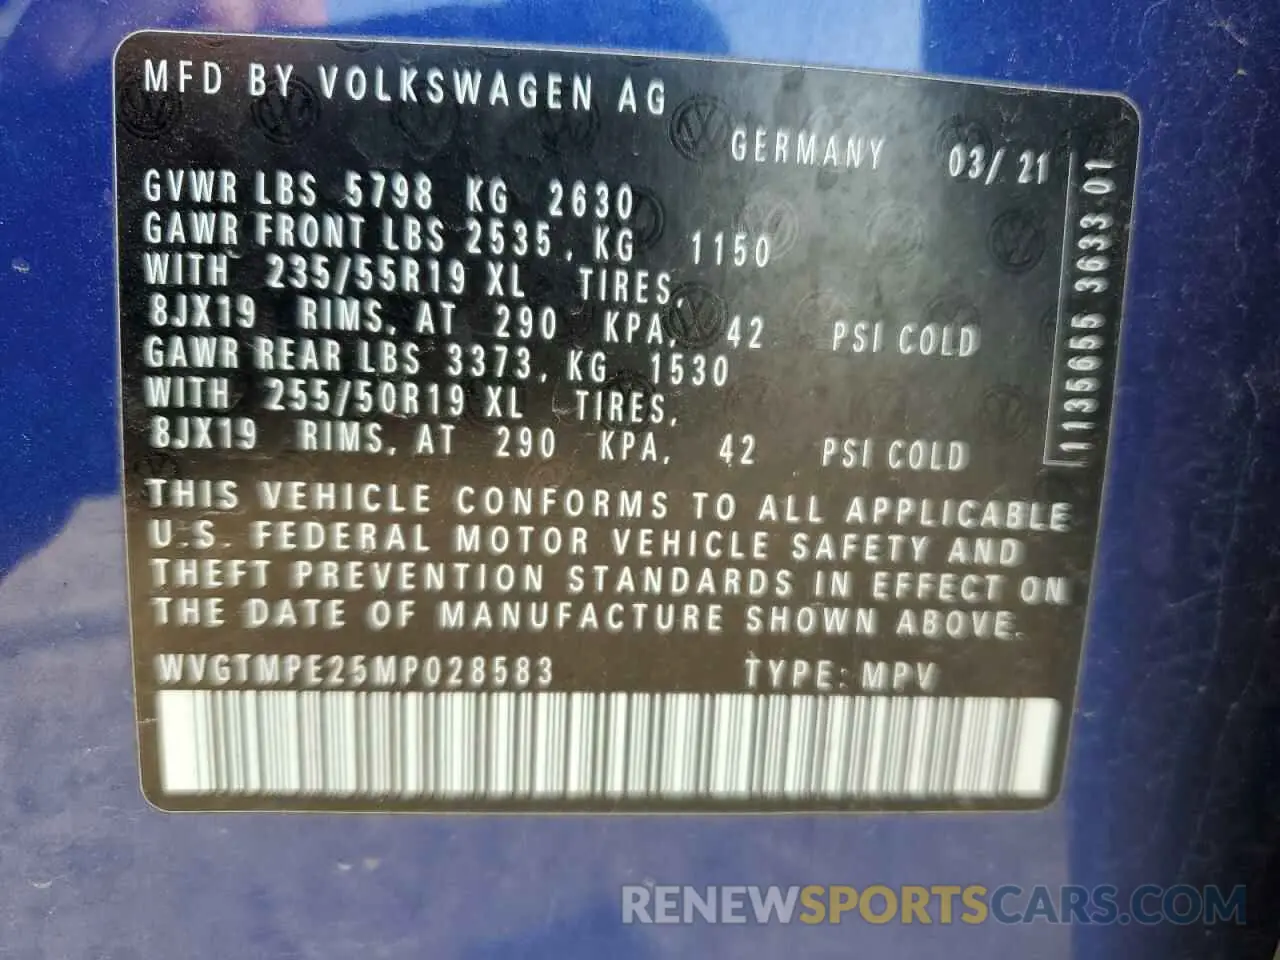 MFD BY VOLKSWAGEN AG
GERMANY 03/ 21
GVWR LBS 5798 KG 2630
GAWR FRONT LBS 2535, KG 1150
WITH 235/55R19 XL TIRES,
8JX19 RIMS, AT 290 KPA, 42 PSI COLD
GAWR REAR LBS 3373, KG 1530
WITH 255/50R19 XL TIRES,
8JX19 RIMS, AT 290 KPA, 42 PSI COLD
THIS VEHICLE CONFORMS TO ALL APPLICABLE
U.S. FEDERAL MOTOR VEHICLE SAFETY AND
THEFT PREVENTION STANDARDS IN EFFECT ON
THE DATE OF MANUFACTURE SHOWN ABOVE.
WVGTMPE25MP028583 TYPE: MPV
1135655 3633 01
RENEWSPORTSCARS.COM